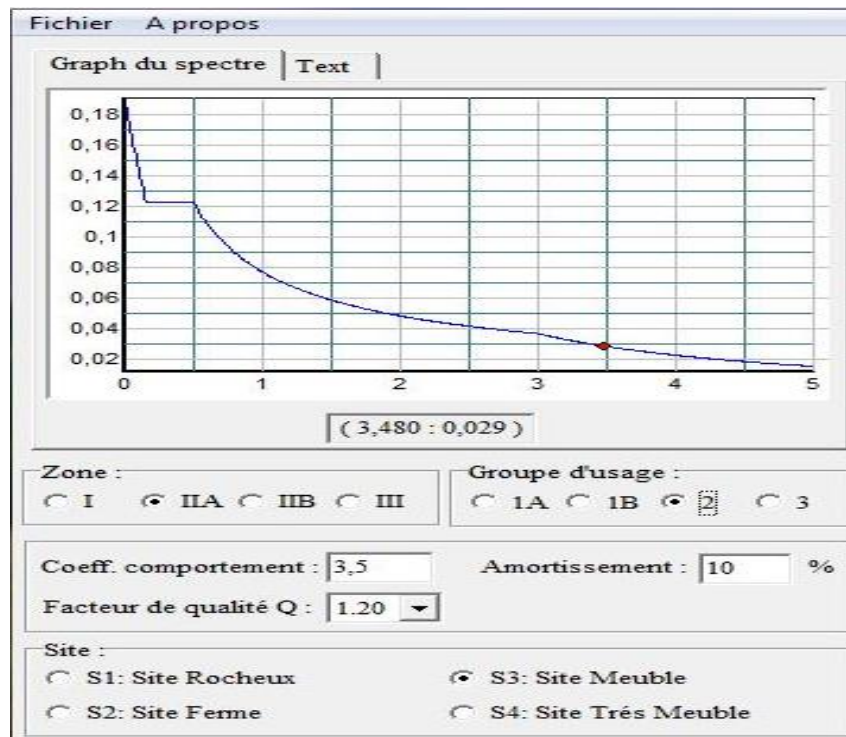 Fichier A propos
Graph du spectre Text
0,18
0,16
0,14
0,12
0,1
0,08
0,06
0,04
0,02
0 1 2 3 4 5
( 3,480 : 0,029 )
Zone :
I IIA IIB III
Groupe d'usage :
1A 1B 2 3
Coeff. comportement : 3,5 Amortissement : 10 %
Facteur de qualité Q : 1.20
Site :
S1: Site Rocheux S3: Site Meuble
S2: Site Ferme S4: Site Trés Meuble